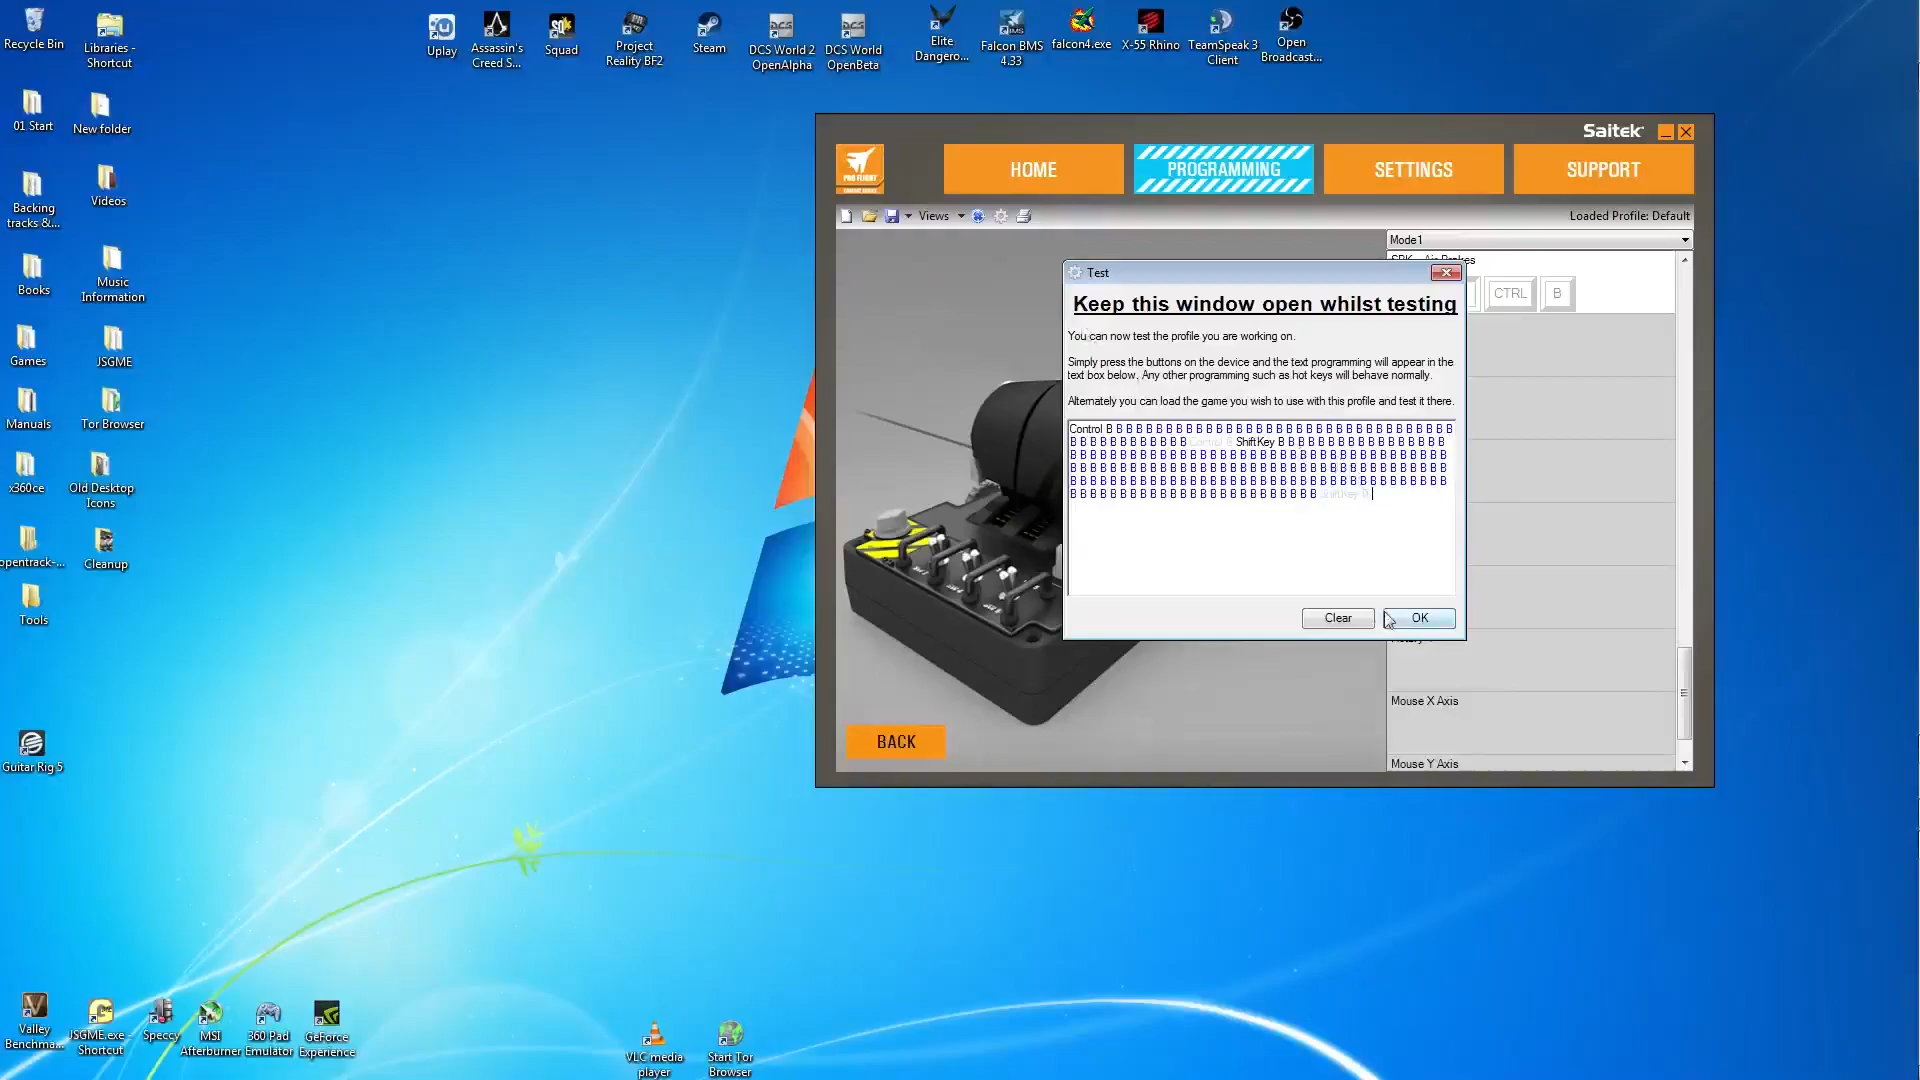 Recycle Bin
Libraries -
Shortcut
Uplay
Assassin's
Creed S...
Squad
Project
Reality BF2
Steam
DCS World 2
OpenAlpha
DCS World
OpenBeta
Elite
Dangero...
Falcon BMS
4.33
falcon4.exe
X-55 Rhino
TeamSpeak 3
Client
Open
Broadcast...
01 Start
New folder
Backing
tracks &...
Videos
Books
Music
Information
Games
JSGME
Manuals
Tor Browser
x360ce
Old Desktop
Icons
opentrack-...
Cleanup
Tools
Guitar Rig 5
Valley
Benchma...
JSGME.exe -
Shortcut
Speccy
MSI
Afterburner
360 Pad
Emulator
GeForce
Experience
VLC media
player
Start Tor
Browser
Saitek
PRO FLIGHT
HOME
PROGRAMMING
SETTINGS
SUPPORT
Views
Loaded Profile: Default
Mode1
CTRL
B
Mouse X Axis
Mouse Y Axis
BACK
Test
Keep this window open whilst testing
You can now test the profile you are working on.
Simply press the buttons on the device and the text programming will appear in the
text box below. Any other programming such as hot keys will behave normally.
Alternately you can load the game you wish to use with this profile and test it there.
Control B B B B B B B B B B B B B B B B B B B B B B B B B B B B B B B B B B B
B B B B B B B B B B B B Control B ShiftKey B B B B B B B B B B B B B B B B B
B B B B B B B B B B B B B B B B B B B B B B B B B B B B B B B B B B B B B B
B B B B B B B B B B B B B B B B B B B B B B B B B B B B B B B B B B B B B B
B B B B B B B B B B B B B B B B B B B B B B B B B B B B B B B B B B B B B B
B B B B B B B B B B B B B B B B B B B B B B B B B ShiftKey B
Clear
OK